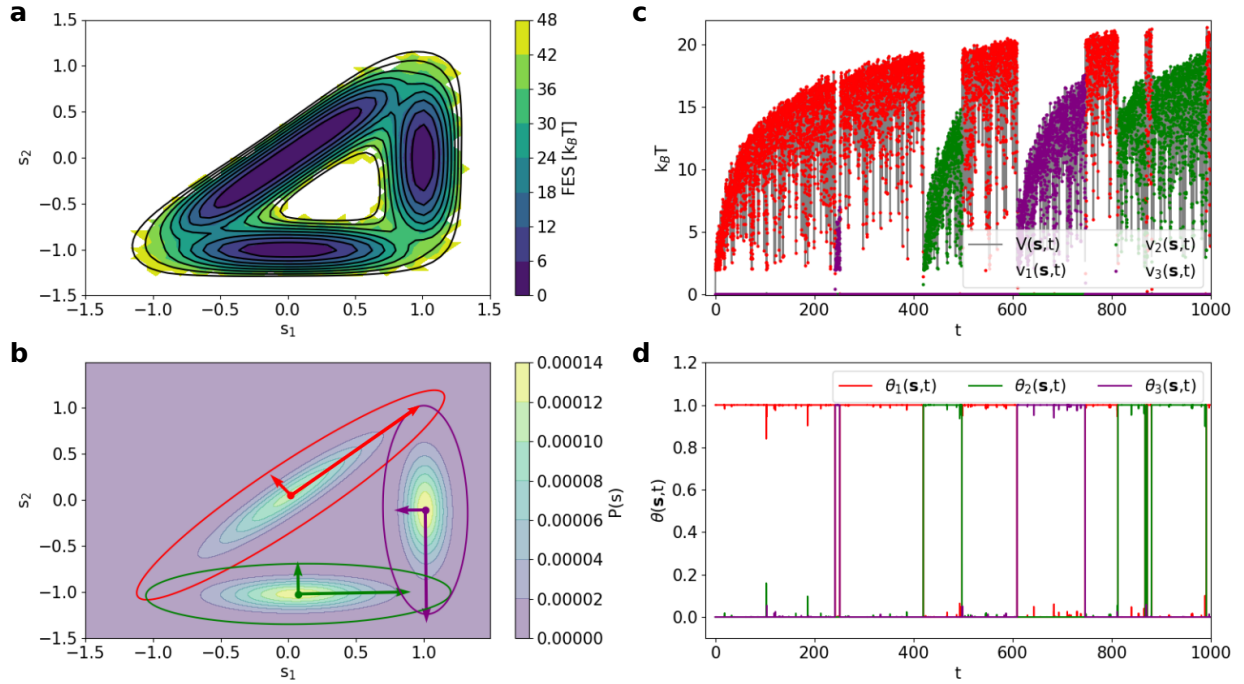 a
1.5
1.0
0.5
0.0
−0.5
−1.0
−1.5
s₂
−1.5 −1.0 −0.5 0.0 0.5 1.0 1.5
s₁
48
42
36
30
24
18
12
6
0
FES [k_BT]
b
1.0
0.5
0.0
−0.5
−1.0
−1.5
s₂
−1.5 −1.0 −0.5 0.0 0.5 1.0
s₁
0.00014
0.00012
0.00010
0.00008
0.00006
0.00004
0.00002
0.00000
P(s)
c
20
15
10
5
0
k_BT
V(s,t) v₂(s,t)
v₁(s,t) v₃(s,t)
0 200 400 600 800 1000
t
d
θ₁(s,t) θ₂(s,t) θ₃(s,t)
1.2
1.0
0.8
0.6
0.4
0.2
0.0
θ(s,t)
0 200 400 600 800 1000
t